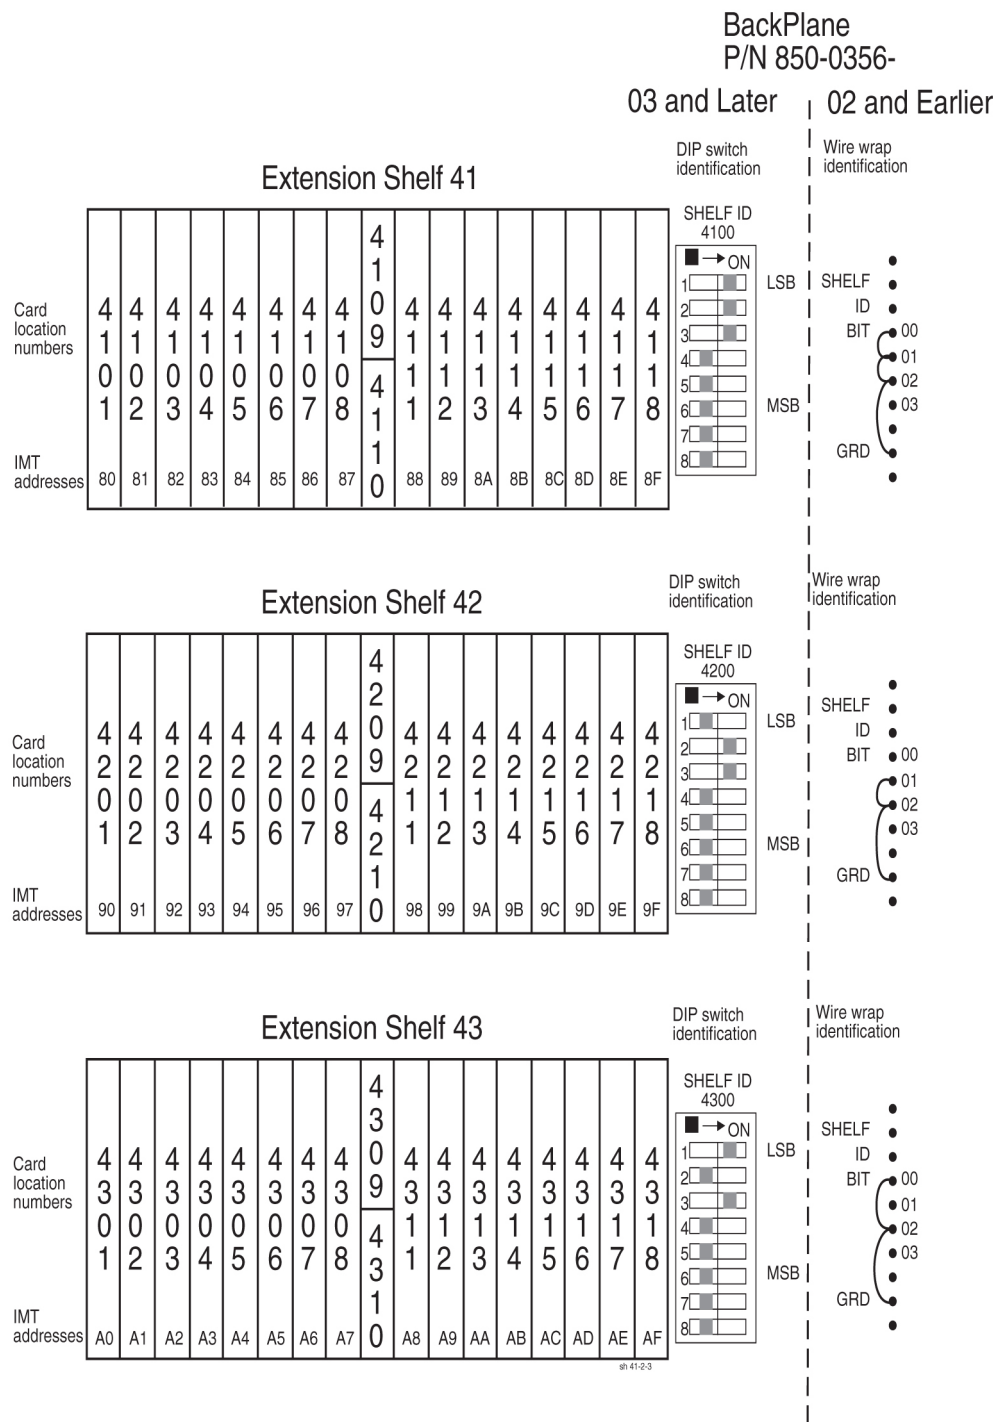 BackPlane
P/N 850-0356-
03 and Later
02 and Earlier
Extension Shelf 41
DIP switch
identification
Wire wrap
identification
Card
location
numbers
4101 4102 4103 4104 4105 4106 4107 4108 4109 4110 4111 4112 4113 4114 4115 4116 4117 4118
IMT
addresses
80 81 82 83 84 85 86 87 88 89 8A 8B 8C 8D 8E 8F
SHELF ID
4100
ON
1
2
3
4
5
6
7
8
LSB
MSB
SHELF
ID
BIT
00
01
02
03
GRD
Extension Shelf 42
DIP switch
identification
Wire wrap
identification
Card
location
numbers
4201 4202 4203 4204 4205 4206 4207 4208 4209 4210 4211 4212 4213 4214 4215 4216 4217 4218
IMT
addresses
90 91 92 93 94 95 96 97 98 99 9A 9B 9C 9D 9E 9F
SHELF ID
4200
ON
1
2
3
4
5
6
7
8
LSB
MSB
SHELF
ID
BIT
00
01
02
03
GRD
Extension Shelf 43
DIP switch
identification
Wire wrap
identification
Card
location
numbers
4301 4302 4303 4304 4305 4306 4307 4308 4309 4310 4311 4312 4313 4314 4315 4316 4317 4318
IMT
addresses
A0 A1 A2 A3 A4 A5 A6 A7 A8 A9 AA AB AC AD AE AF
SHELF ID
4300
ON
1
2
3
4
5
6
7
8
LSB
MSB
SHELF
ID
BIT
00
01
02
03
GRD
sh 41-2-3